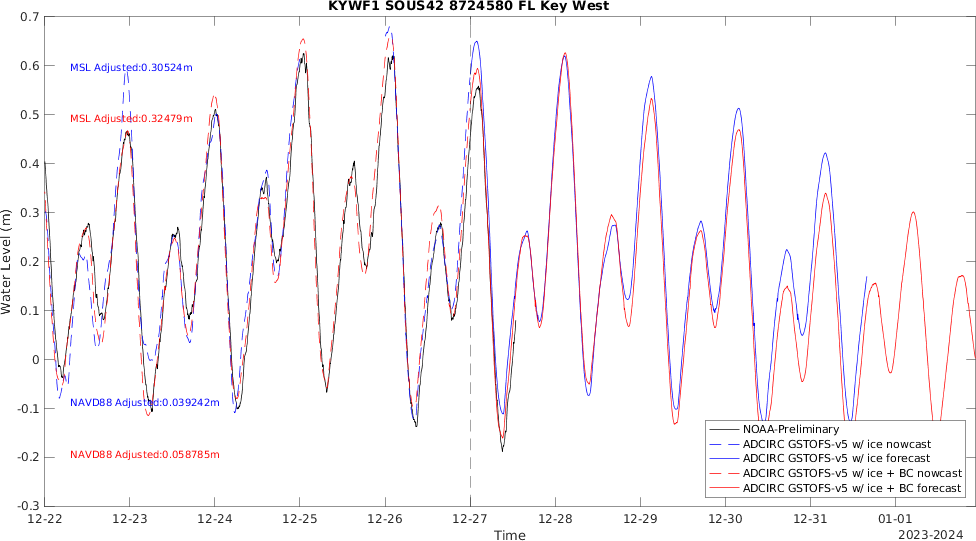 KYWF1 SOUS42 8724580 FL Key West
0.7
0.6
0.5
0.4
0.3
0.2
0.1
0
-0.1
-0.2
-0.3
Water Level (m)
MSL Adjusted:0.30524m
MSL Adjusted:0.32479m
NAVD88 Adjusted:0.039242m
NAVD88 Adjusted:0.058785m
NOAA-Preliminary
ADCIRC GSTOFS-v5 w/ ice nowcast
ADCIRC GSTOFS-v5 w/ ice forecast
ADCIRC GSTOFS-v5 w/ ice + BC nowcast
ADCIRC GSTOFS-v5 w/ ice + BC forecast
12-22 12-23 12-24 12-25 12-26 12-27 12-28 12-29 12-30 12-31 01-01
Time
2023-2024